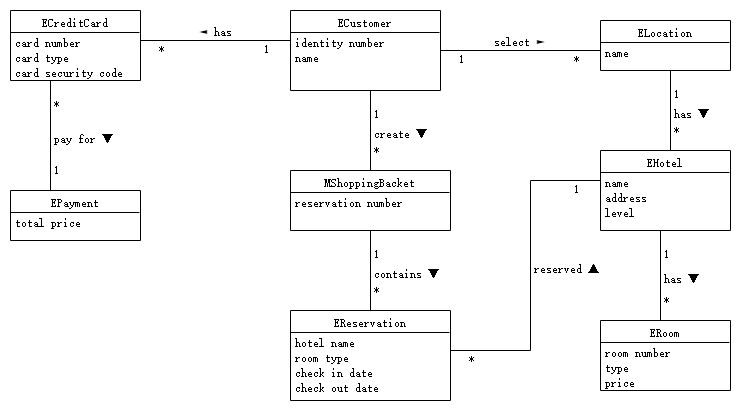 ECreditCard
card number
card type
card security code
◄ has
* 1
ECustomer
identity number
name
select ►
1 *
ELocation
name
*
pay for ▼
1
1
create ▼
*
1
has ▼
*
EPayment
total price
MShoppingBacket
reservation number
EHotel
name
address
level
1
1
contains ▼
*
reserved ▲
*
1
has ▼
*
EReservation
hotel name
room type
check in date
check out date
ERoom
room number
type
price